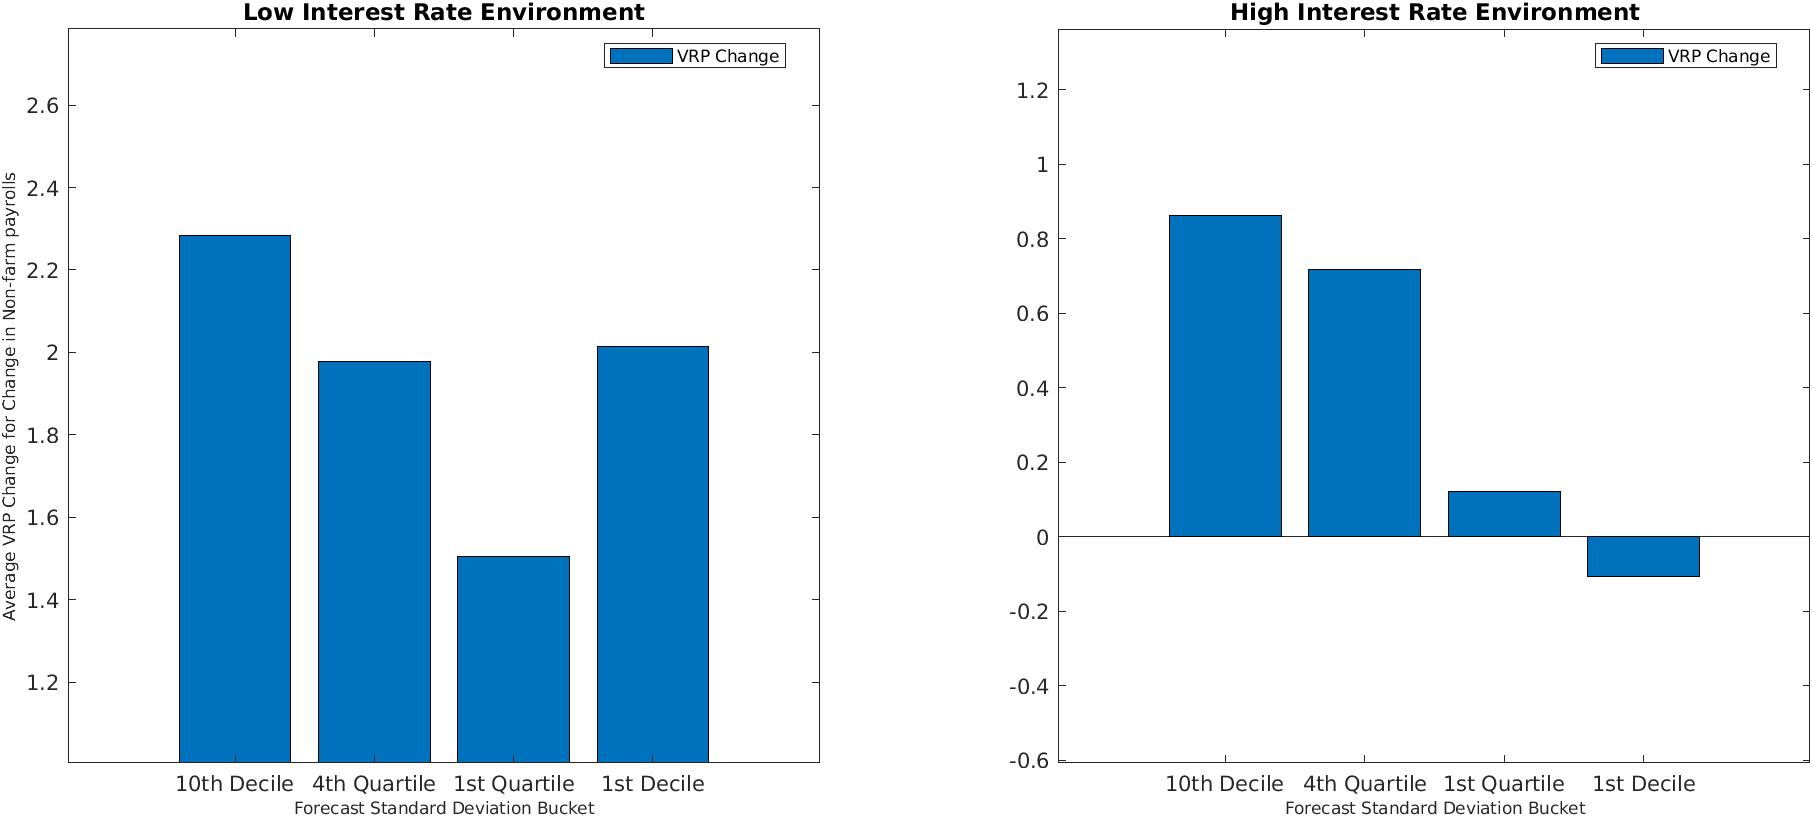 Low Interest Rate Environment
VRP Change
Average VRP Change for Change in Non-farm payrolls
2.6
2.4
2.2
2
1.8
1.6
1.4
1.2
10th Decile 4th Quartile 1st Quartile 1st Decile
Forecast Standard Deviation Bucket
High Interest Rate Environment
VRP Change
1.2
1
0.8
0.6
0.4
0.2
0
-0.2
-0.4
-0.6
10th Decile 4th Quartile 1st Quartile 1st Decile
Forecast Standard Deviation Bucket